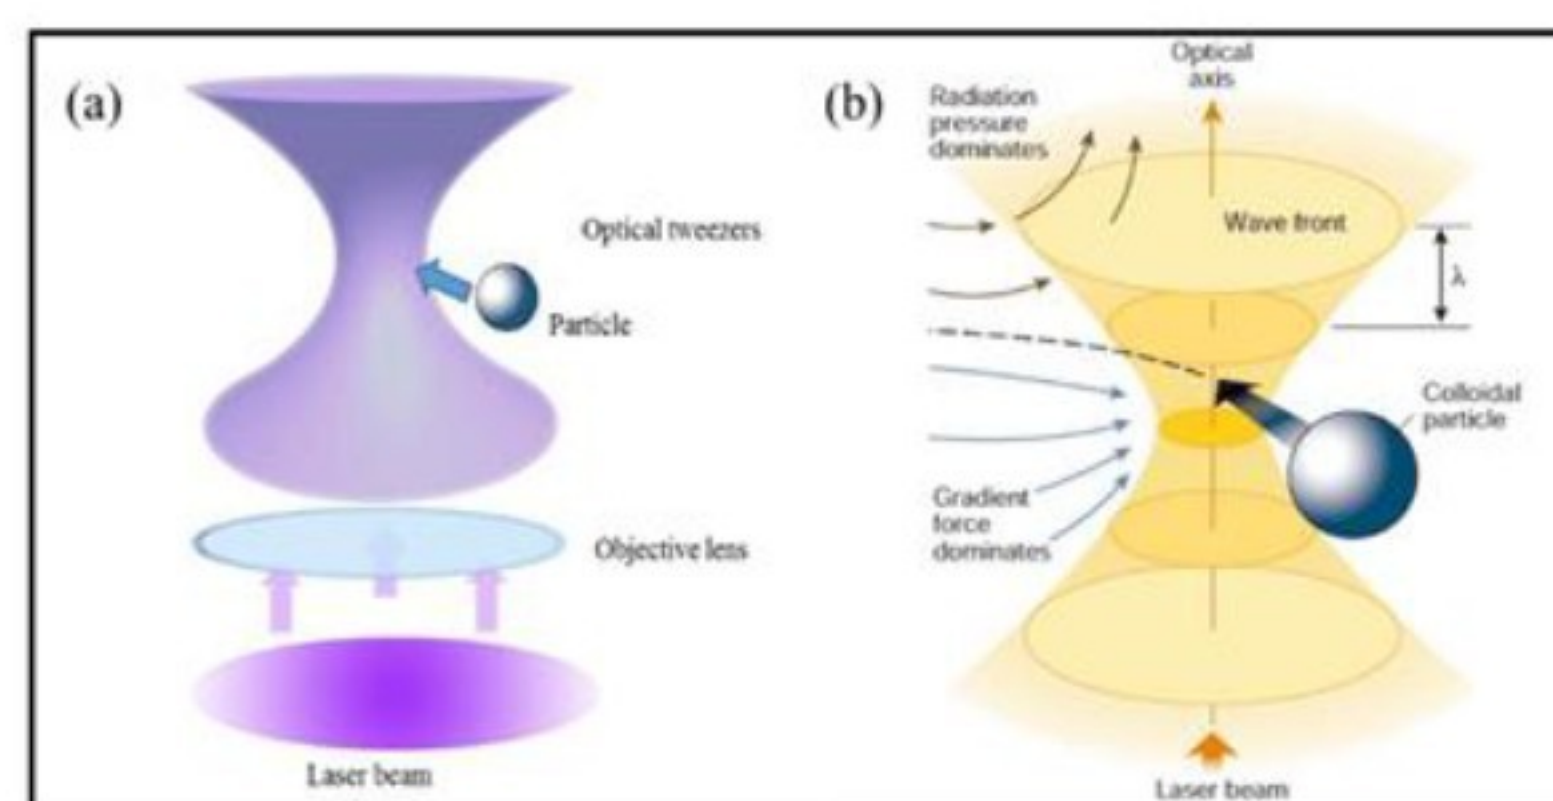 (a)
Optical tweezers
Particle
Objective lens
Laser beam
(b)
Optical
axis
Radiation
pressure
dominates
Wave front
λ
Colloidal
particle
Gradient
force
dominates
Laser beam